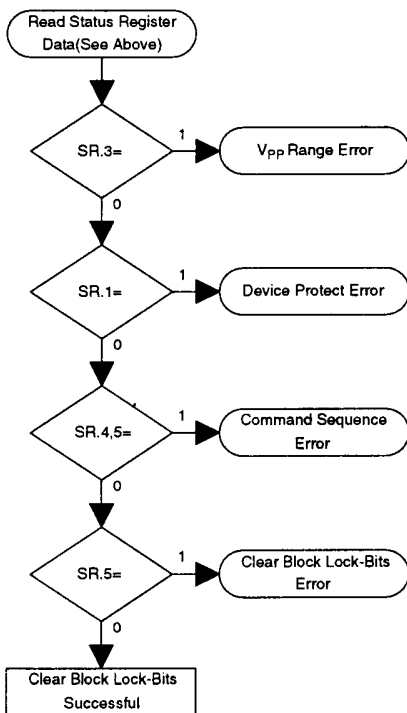 Read Status Register
Data(See Above)
SR.3=
1
VPP Range Error
0
SR.1=
1
Device Protect Error
0
SR.4,5=
1
Command Sequence
Error
0
SR.5=
1
Clear Block Lock-Bits
Error
0
Clear Block Lock-Bits
Successful